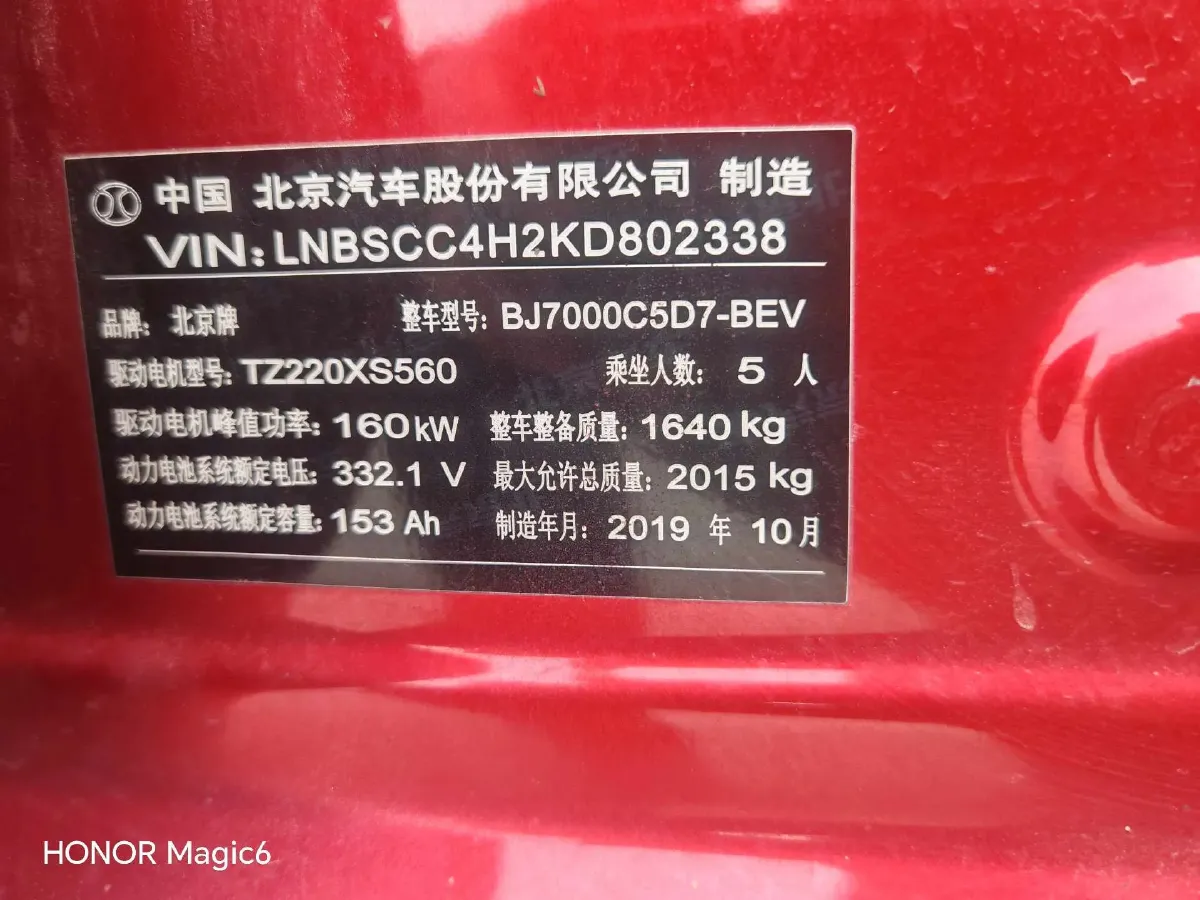 中国 北京汽车股份有限公司 制造
VIN:LNBSCC4H2KD802338
品牌: 北京牌 整车型号: BJ7000C5D7-BEV
驱动电机型号: TZ220XS560 乘坐人数: 5 人
驱动电机峰值功率: 160kW 整车整备质量: 1640 kg
动力电池系统额定电压: 332.1 V 最大允许总质量: 2015 kg
动力电池系统额定容量: 153 Ah 制造年月: 2019 年 10月
HONOR Magic6